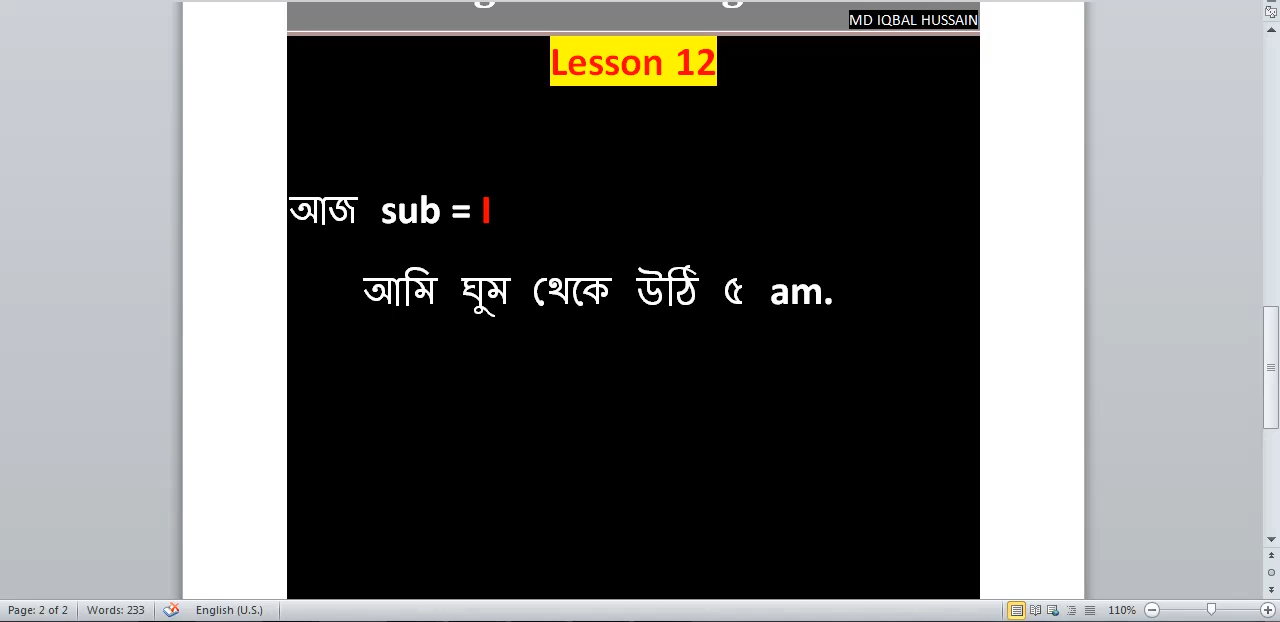 MD IQBAL HUSSAIN
Lesson 12
আজ sub = I
আমি ঘুম থেকে উঠি ৫ am.
Page: 2 of 2 Words: 233 English (U.S.) 110%